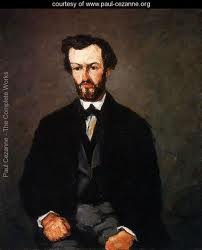 courtesy of www.paul-cezanne.org
Paul Cezanne - The Complete Works